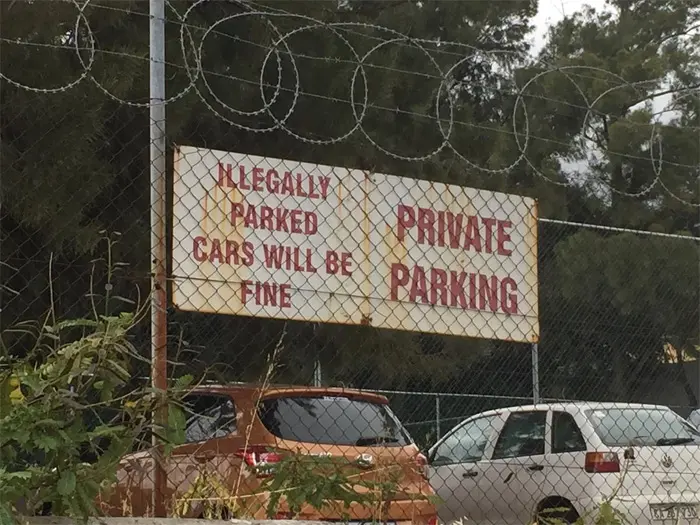 ILLEGALLY
PARKED
CARS WILL BE
FINE
PRIVATE
PARKING